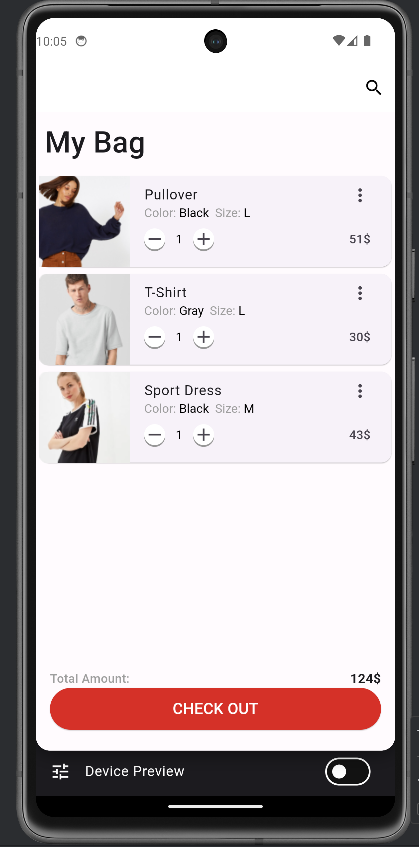 10:05
My Bag
Pullover
Color: Black Size: L
1
51$
T-Shirt
Color: Gray Size: L
1
30$
Sport Dress
Color: Black Size: M
1
43$
Total Amount: 124$
CHECK OUT
Device Preview